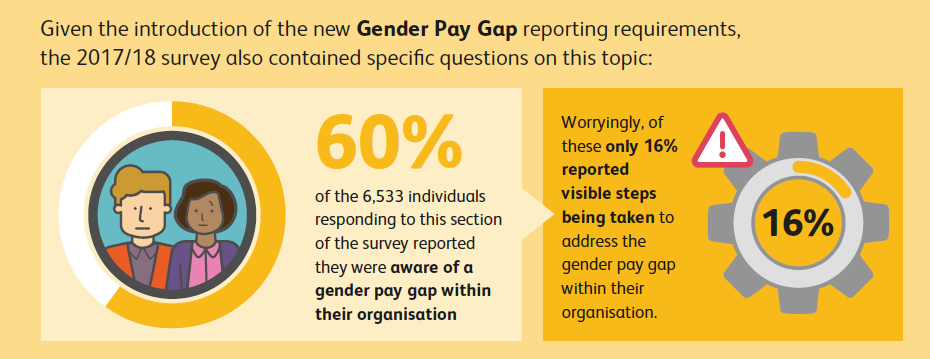 Given the introduction of the new Gender Pay Gap reporting requirements,
the 2017/18 survey also contained specific questions on this topic:
60%
of the 6,533 individuals
responding to this section
of the survey reported
they were aware of a
gender pay gap within
their organisation
Worryingly, of
these only 16%
reported
visible steps
being taken to
address the
gender pay gap
within their
organisation.
!
16%